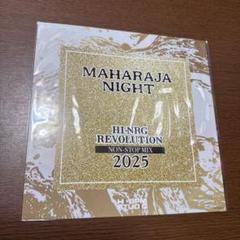 MAHARAJA
NIGHT
HI-NRG
REVOLUTION
NON-STOP MIX
2025